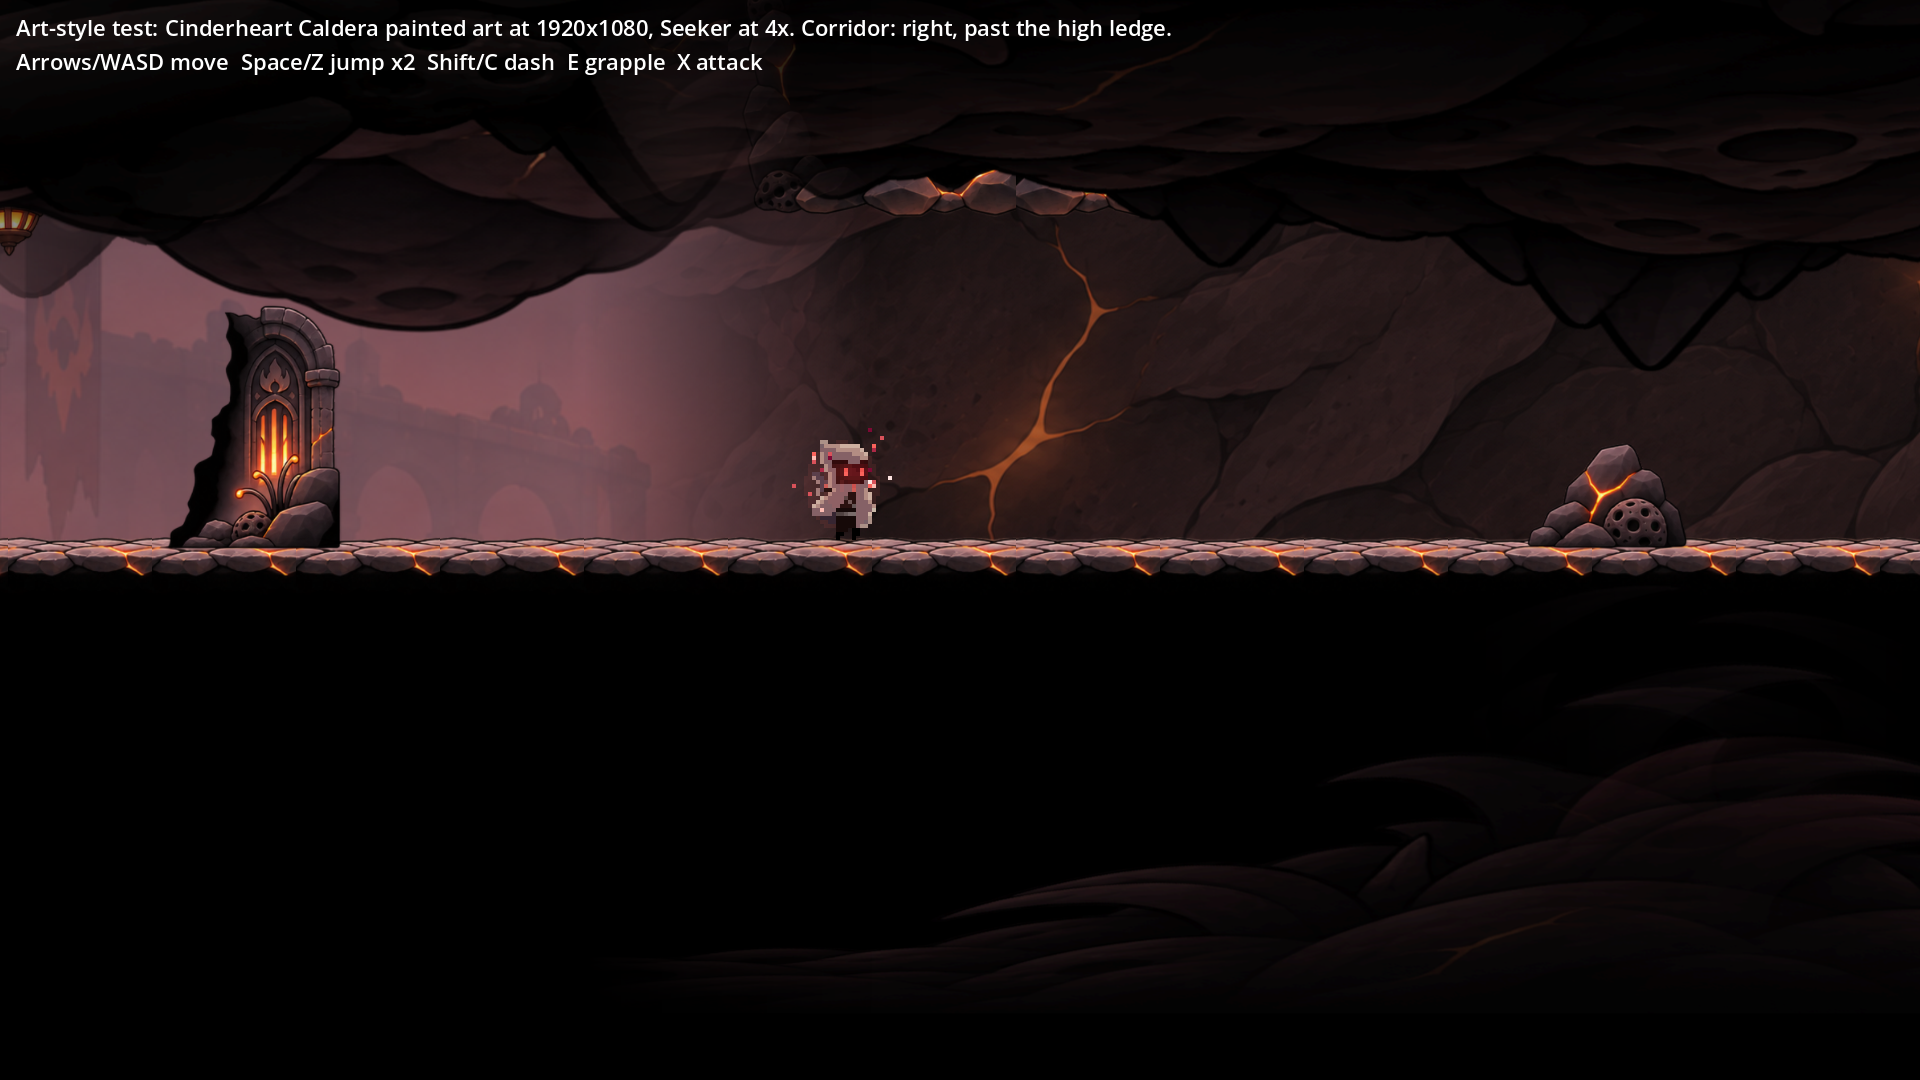 Art-style test: Cinderheart Caldera painted art at 1920x1080, Seeker at 4x. Corridor: right, past the high ledge.
Arrows/WASD move  Space/Z jump x2  Shift/C dash  E grapple  X attack